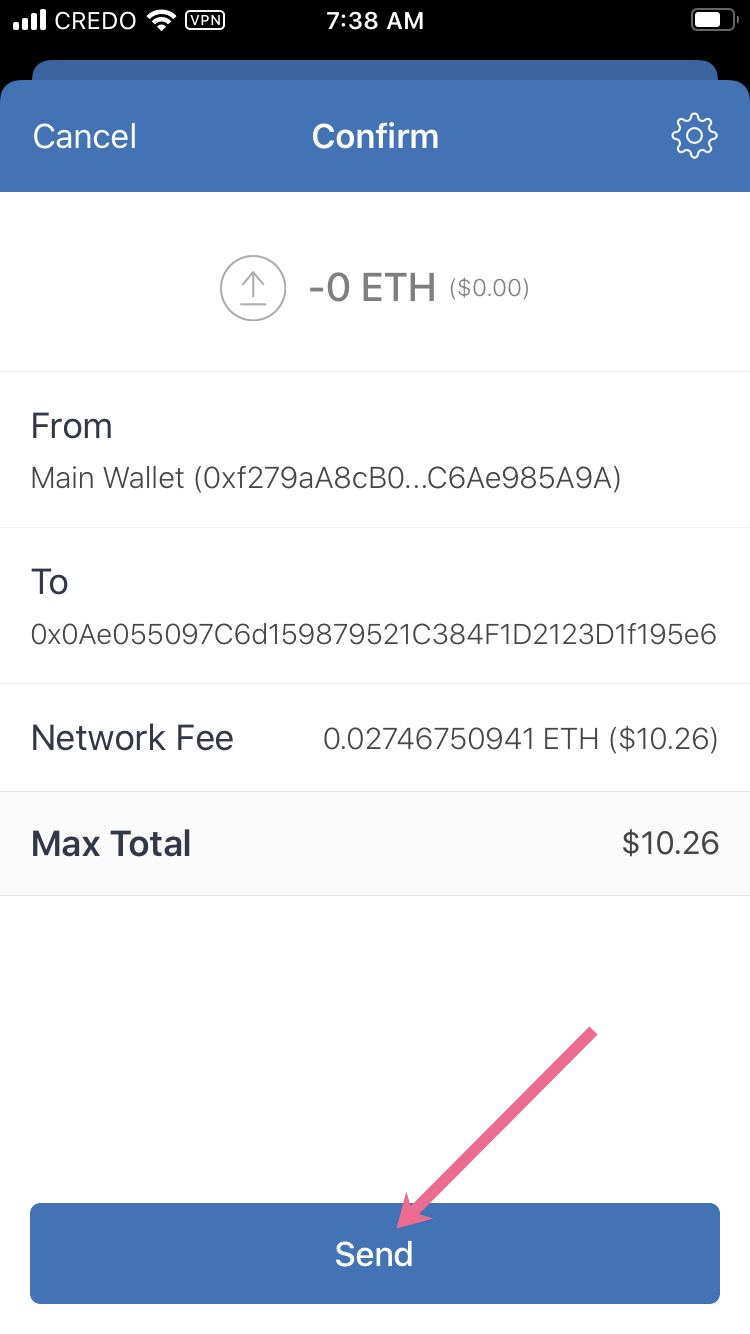 CREDO VPN 7:38 AM
Cancel Confirm
-0 ETH ($0.00)
From
Main Wallet (0xf279aA8cB0...C6Ae985A9A)
To
0x0Ae055097C6d159879521C384F1D2123D1f195e6
Network Fee 0.02746750941 ETH ($10.26)
Max Total $10.26
Send